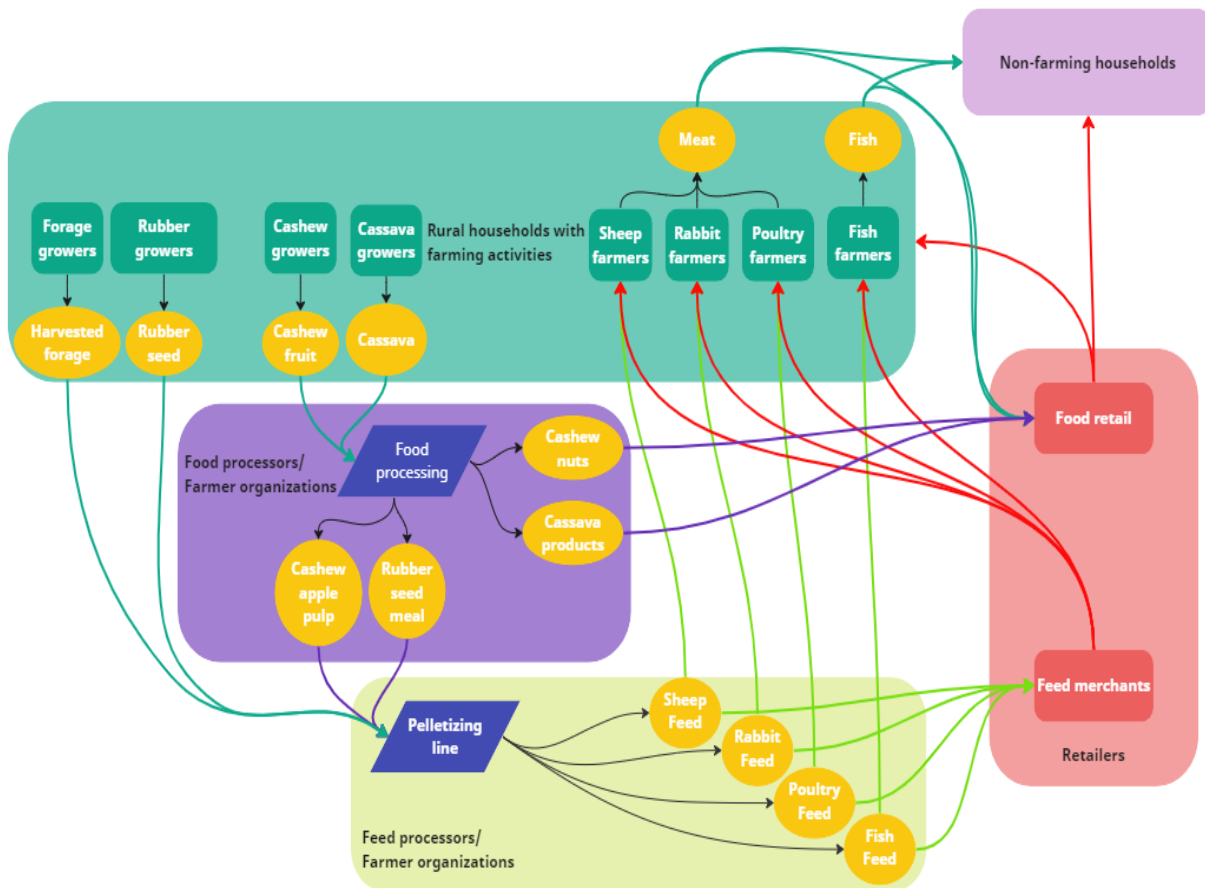 Non-farming households
Meat
Fish
Forage
growers
Rubber
growers
Cashew
growers
Cassava
growers
Rural households with
farming activities
Sheep
farmers
Rabbit
farmers
Poultry
farmers
Fish
farmers
Harvested
forage
Rubber
seed
Cashew
fruit
Cassava
Food retail
Food processors/
Farmer organizations
Food
processing
Cashew
nuts
Cassava
products
Cashew
apple
pulp
Rubber
seed
meal
Feed merchants
Retailers
Pelletizing
line
Sheep
Feed
Rabbit
Feed
Poultry
Feed
Fish
Feed
Feed processors/
Farmer organizations